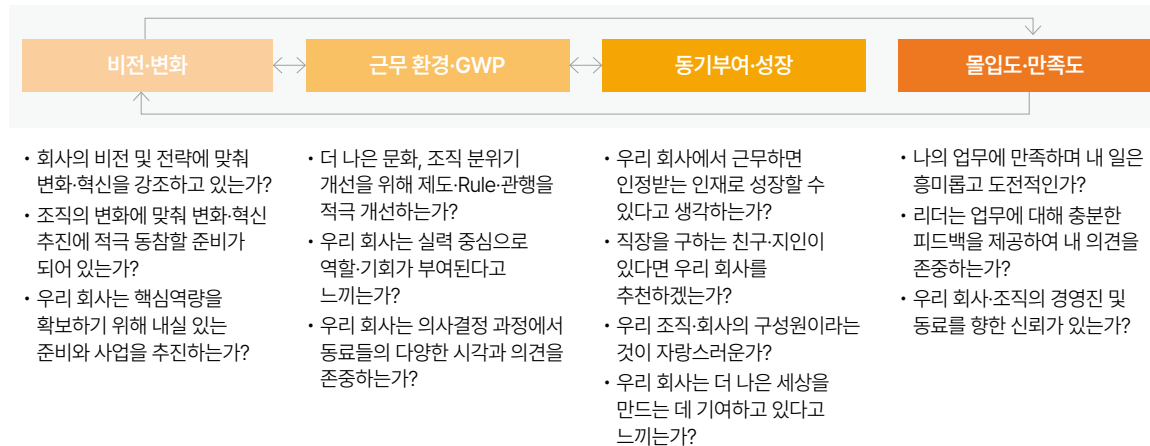 비전·변화
근무 환경·GWP
동기부여·성장
몰입도·만족도
• 회사의 비전 및 전략에 맞춰
변화·혁신을 강조하고 있는가?
• 조직의 변화에 맞춰 변화·혁신
추진에 적극 동참할 준비가
되어 있는가?
• 우리 회사는 핵심역량을
확보하기 위해 내실 있는
준비와 사업을 추진하는가?
• 더 나은 문화, 조직 분위기
개선을 위해 제도·Rule·관행을
적극 개선하는가?
• 우리 회사는 실력 중심으로
역할·기회가 부여된다고
느끼는가?
• 우리 회사는 의사결정 과정에서
동료들의 다양한 시각과 의견을
존중하는가?
• 우리 회사에서 근무하면
인정받는 인재로 성장할 수
있다고 생각하는가?
• 직장을 구하는 친구·지인이
있다면 우리 회사를
추천하겠는가?
• 우리 조직·회사의 구성원이라는
것이 자랑스러운가?
• 우리 회사는 더 나은 세상을
만드는 데 기여하고 있다고
느끼는가?
• 나의 업무에 만족하며 내 일은
흥미롭고 도전적인가?
• 리더는 업무에 대해 충분한
피드백을 제공하여 내 의견을
존중하는가?
• 우리 회사·조직의 경영진 및
동료를 향한 신뢰가 있는가?